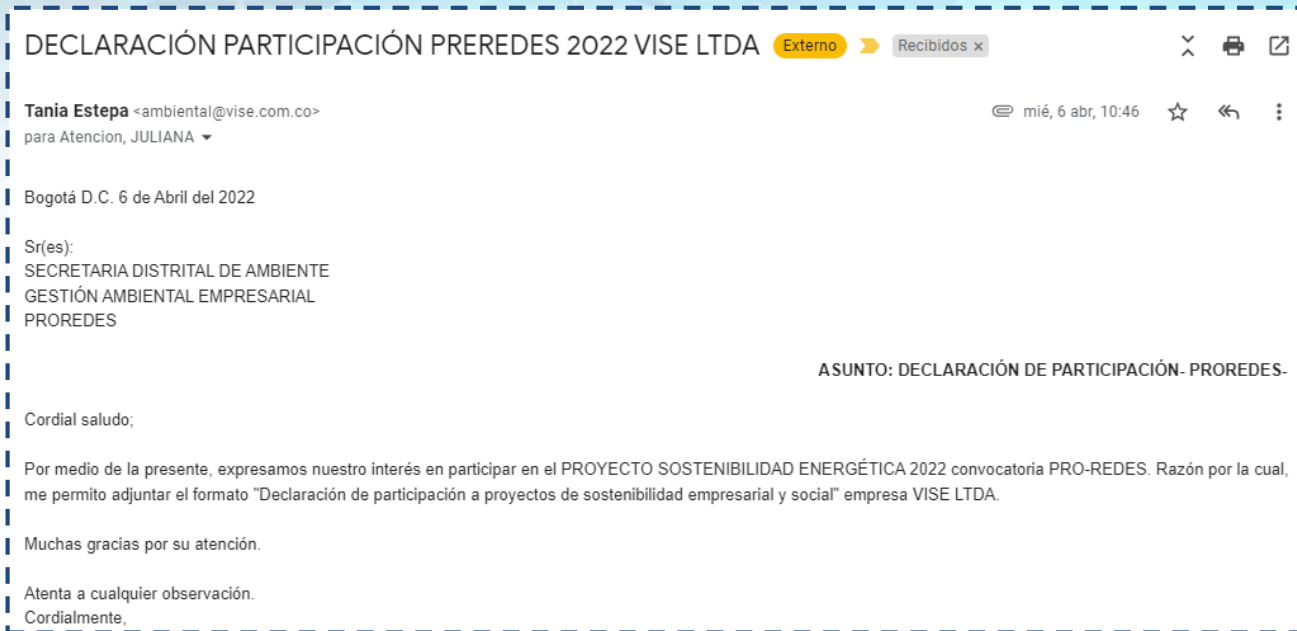 DECLARACIÓN PARTICIPACIÓN PREREDES 2022 VISE LTDA Externo Recibidos x
Tania Estepa <ambiental@vise.com.co> mié, 6 abr, 10:46
para Atencion, JULIANA
Bogotá D.C. 6 de Abril del 2022
Sr(es):
SECRETARIA DISTRITAL DE AMBIENTE
GESTIÓN AMBIENTAL EMPRESARIAL
PROREDES
ASUNTO: DECLARACIÓN DE PARTICIPACIÓN- PROREDES-
Cordial saludo;
Por medio de la presente, expresamos nuestro interés en participar en el PROYECTO SOSTENIBILIDAD ENERGÉTICA 2022 convocatoria PRO-REDES. Razón por la cual,
me permito adjuntar el formato "Declaración de participación a proyectos de sostenibilidad empresarial y social" empresa VISE LTDA.
Muchas gracias por su atención.
Atenta a cualquier observación.
Cordialmente,